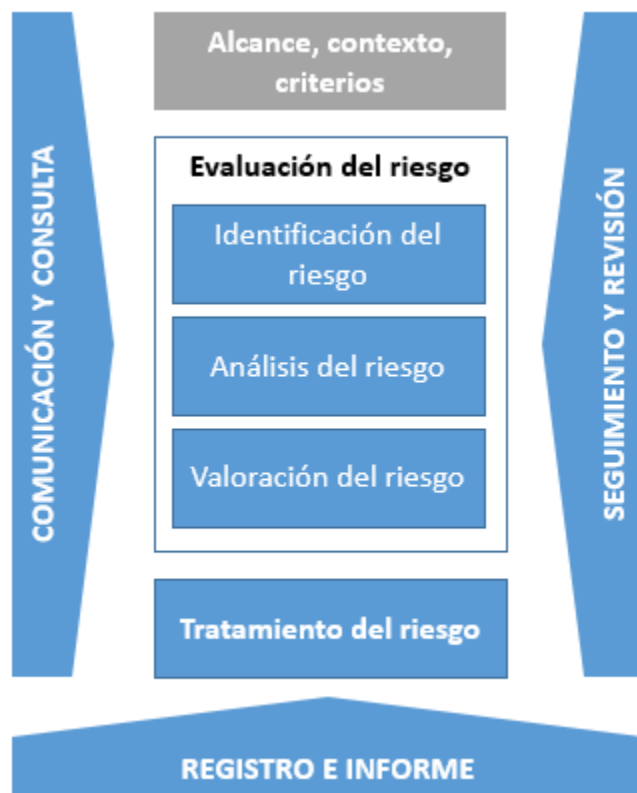 Alcance, contexto,
criterios
Evaluación del riesgo
Identificación del
riesgo
Análisis del riesgo
Valoración del riesgo
Tratamiento del riesgo
COMUNICACIÓN Y CONSULTA
SEGUIMIENTO Y REVISIÓN
REGISTRO E INFORME